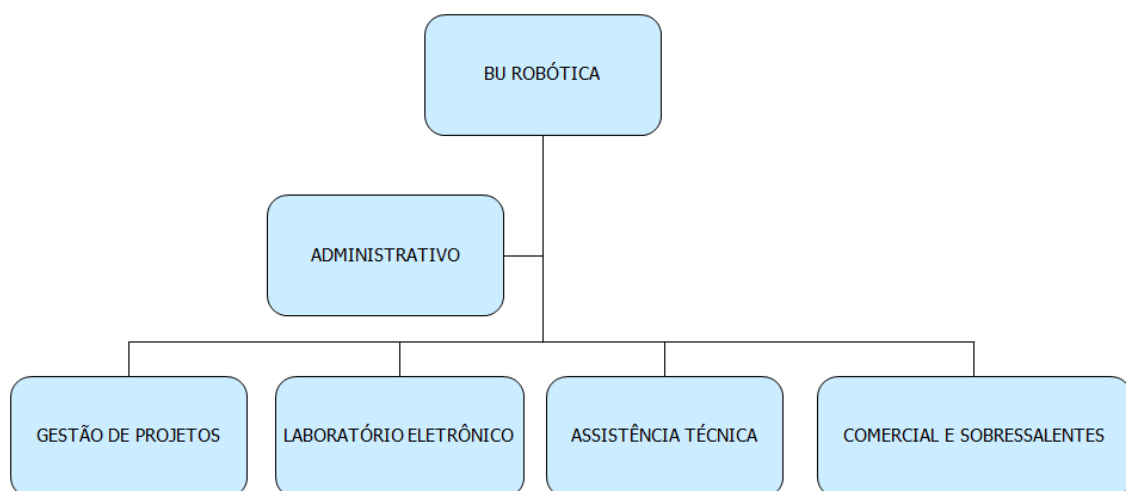 BU ROBÓTICA
ADMINISTRATIVO
GESTÃO DE PROJETOS
LABORATÓRIO ELETRÔNICO
ASSISTÊNCIA TÉCNICA
COMERCIAL E SOBRESSALENTES